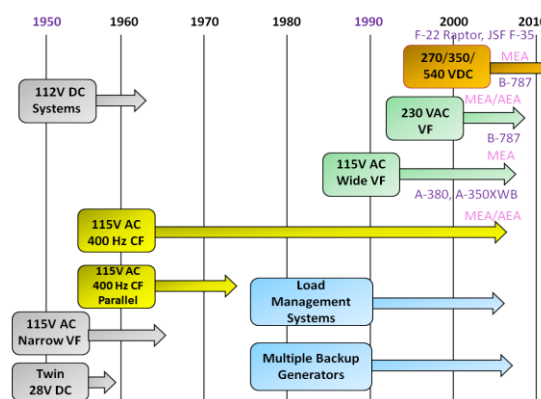 1950
1960
1970
1980
1990
2000
2010
F-22 Raptor, JSF F-35
270/350/
540 VDC
MEA
B-787
112V DC
Systems
MEA/AEA
230 VAC
VF
B-787
MEA
115V AC
Wide VF
A-380, A-350XWB
MEA/AEA
115V AC
400 Hz CF
115V AC
400 Hz CF
Parallel
Load
Management
Systems
115V AC
Narrow VF
Multiple Backup
Generators
Twin
28V DC